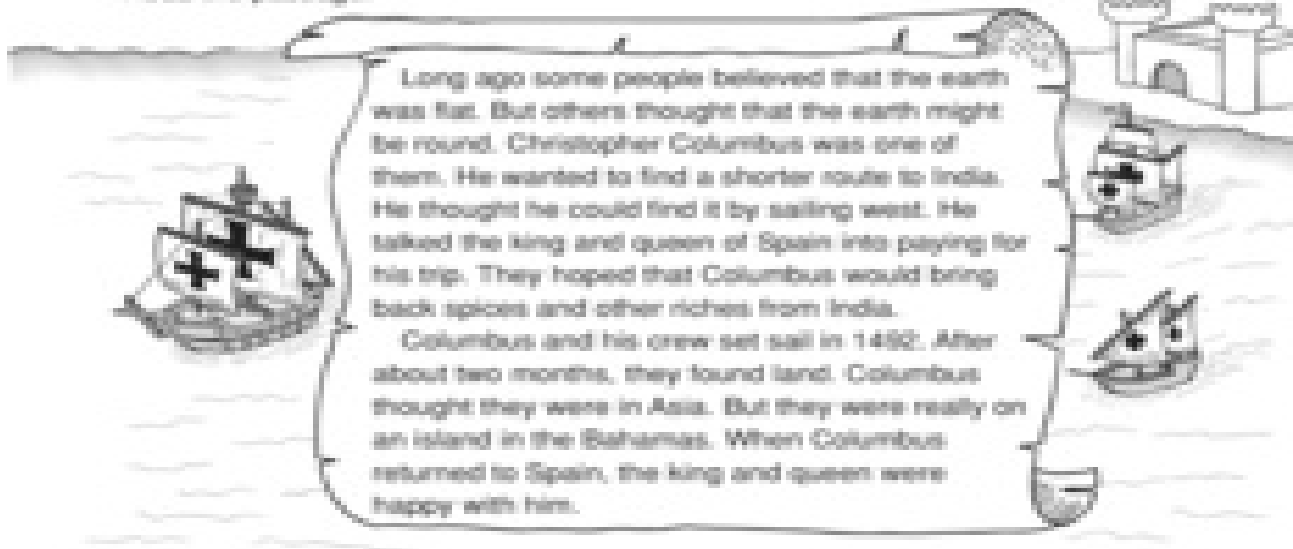 Long ago some people believed that the earth
was flat. But others thought that the earth might
be round. Christopher Columbus was one of
them. He wanted to find a shorter route to India.
He thought he could find it by sailing west. He
talked the king and queen of Spain into paying for
his trip. They hoped that Columbus would bring
back spices and other riches from India.
Columbus and his crew set sail in 1492. After
about two months, they found land. Columbus
thought they were in Asia. But they were really on
an island in the Bahamas. When Columbus
returned to Spain, the king and queen were
happy with him.